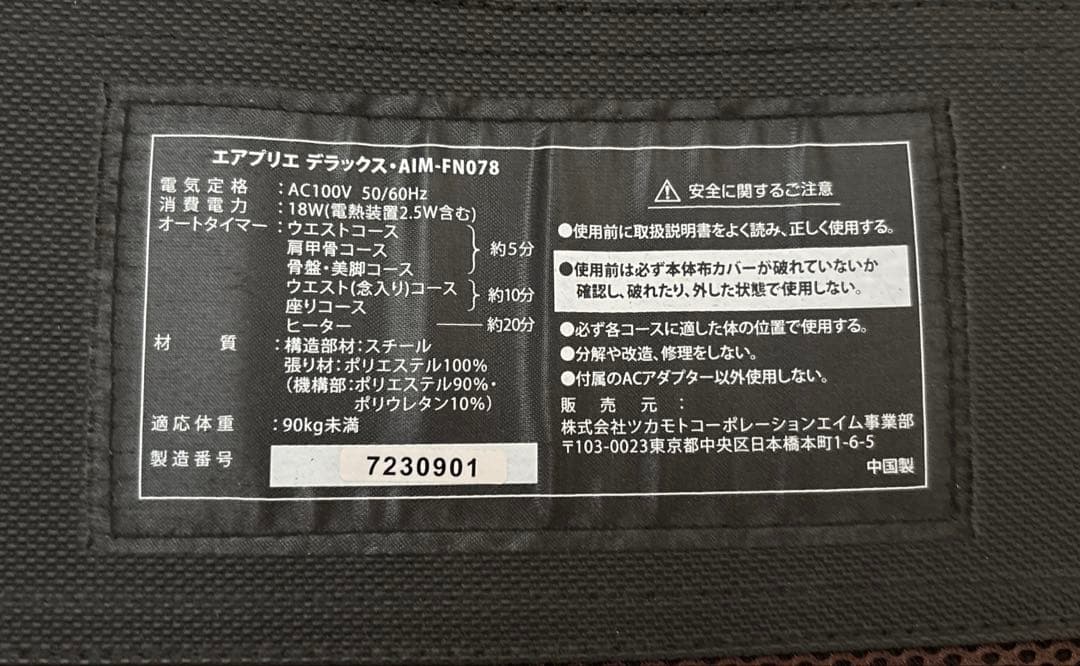 エアプリエ デラックス・AIM-FN078
電気定格 ：AC100V 50/60Hz
消費電力 ：18W(電熱装置2.5W含む)
オートタイマー：ウエストコース
肩甲骨コース
骨盤・美脚コース
約5分
ウエスト(念入り)コース
座りコース
約10分
ヒーター ―― 約20分
材質 ：構造部材：スチール
張り材：ポリエステル100%
（機構部：ポリエステル90%・
ポリウレタン10%）
適応体重 ：90kg未満
製造番号 7230901
⚠ 安全に関するご注意
●使用前に取扱説明書をよく読み、正しく使用する。
●使用前は必ず本体布カバーが破れていないか
確認し、破れたり、外した状態で使用しない。
●必ず各コースに適した体の位置で使用する。
●分解や改造、修理をしない。
●付属のACアダプター以外使用しない。
販売元：
株式会社ツカモトコーポレーションエイム事業部
〒103-0023東京都中央区日本橋本町1-6-5
中国製